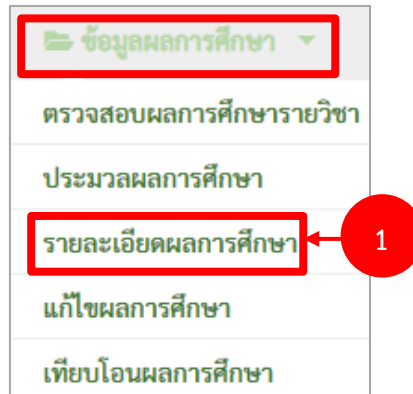 ข้อมูลผลการศึกษา
ตรวจสอบผลการศึกษารายวิชา
ประมวลผลการศึกษา
รายละเอียดผลการศึกษา 1
แก้ไขผลการศึกษา
เทียบโอนผลการศึกษา